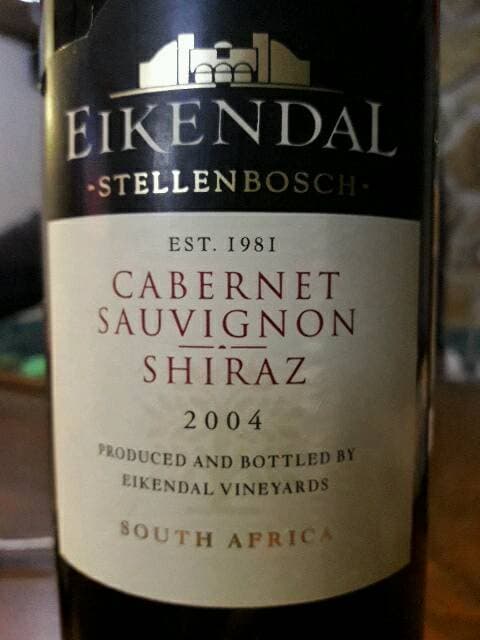 EIKENDAL
-STELLENBOSCH-
EST. 1981
CABERNET
SAUVIGNON
SHIRAZ
2004
PRODUCED AND BOTTLED BY
EIKENDAL VINEYARDS
SOUTH AFRICA